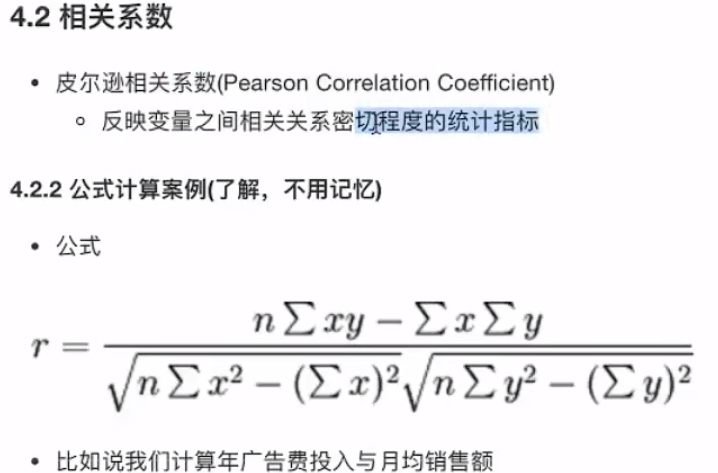 4.2 相关系数
• 皮尔逊相关系数(Pearson Correlation Coefficient)
○ 反映变量之间相关关系密切程度的统计指标
4.2.2 公式计算案例(了解，不用记忆)
• 公式
r = \frac{n \sum xy - \sum x \sum y}{\sqrt{n \sum x^2 - (\sum x)^2} \sqrt{n \sum y^2 - (\sum y)^2}}
• 比如说我们计算年广告费投入与月均销售额